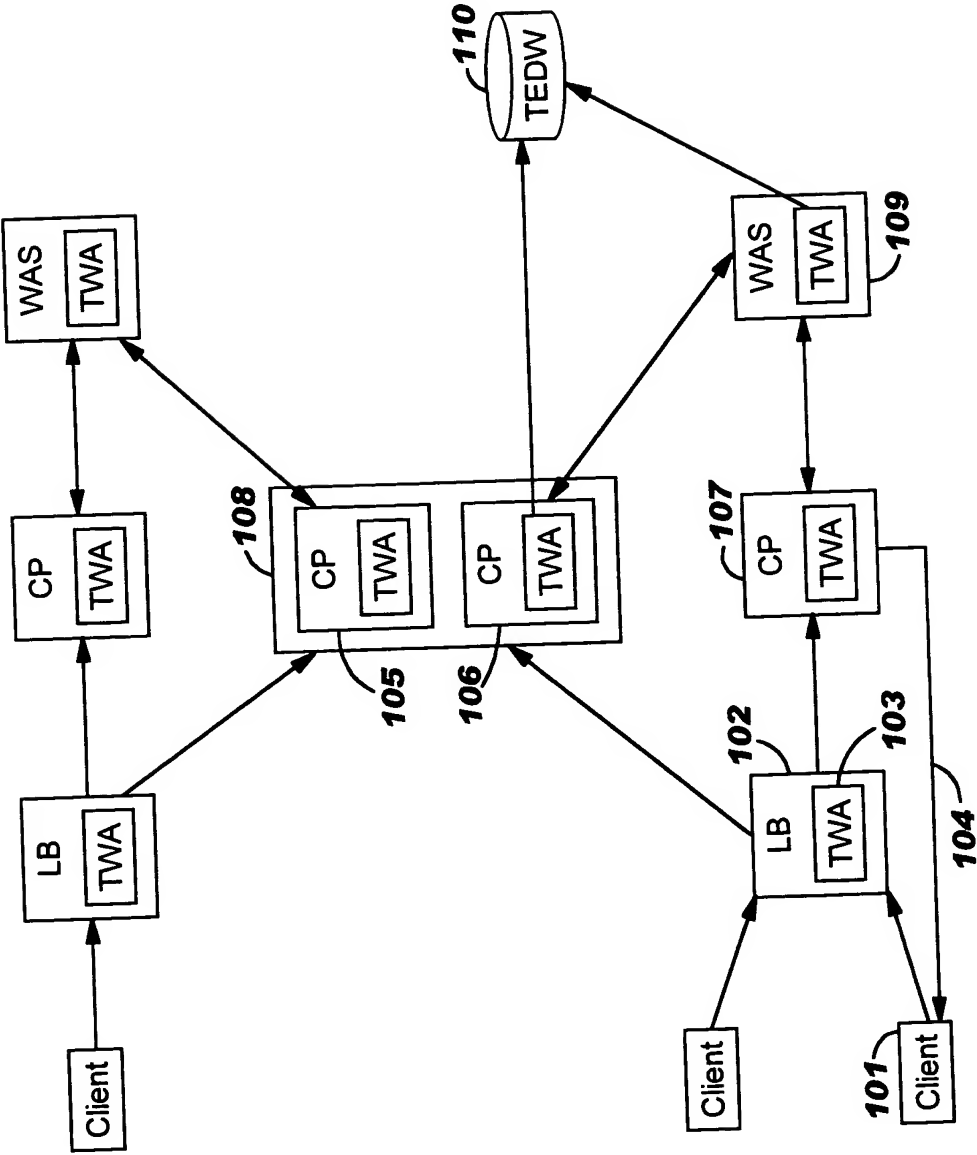 Client
LB
TWA
CP
TWA
WAS
TWA
108
CP
TWA
105
CP
TWA
106
110
TEDW
Client
101
Client
102
LB
TWA
103
104
107
CP
TWA
WAS
TWA
109